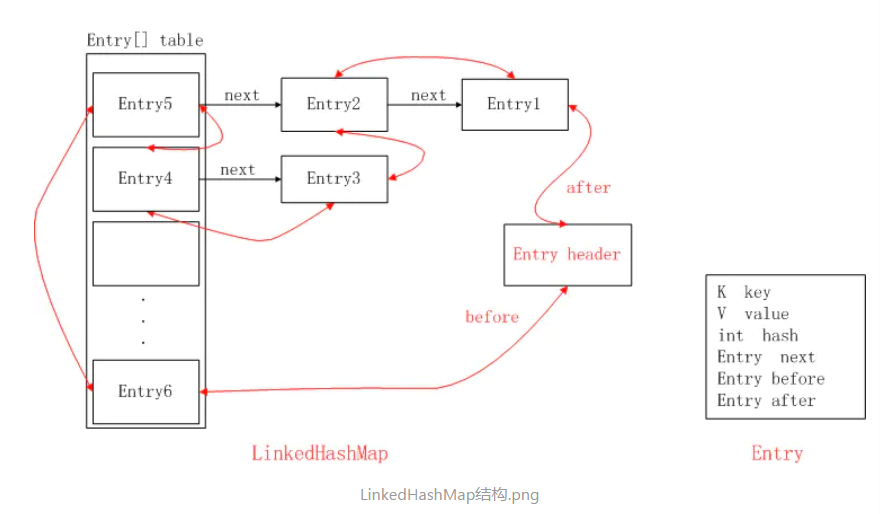 Entry[] table
Entry5
next
Entry2
next
Entry1
Entry4
next
Entry3
after
Entry header
before
Entry6
K  key
V  value
int  hash
Entry  next
Entry before
Entry after
LinkedHashMap
Entry
LinkedHashMap结构.png